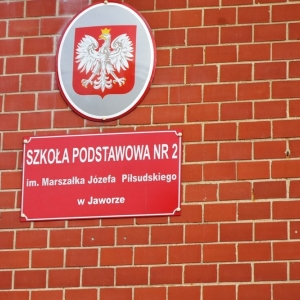 SZKOŁA PODSTAWOWA NR 2
im. Marszałka Józefa Piłsudskiego
w Jaworze